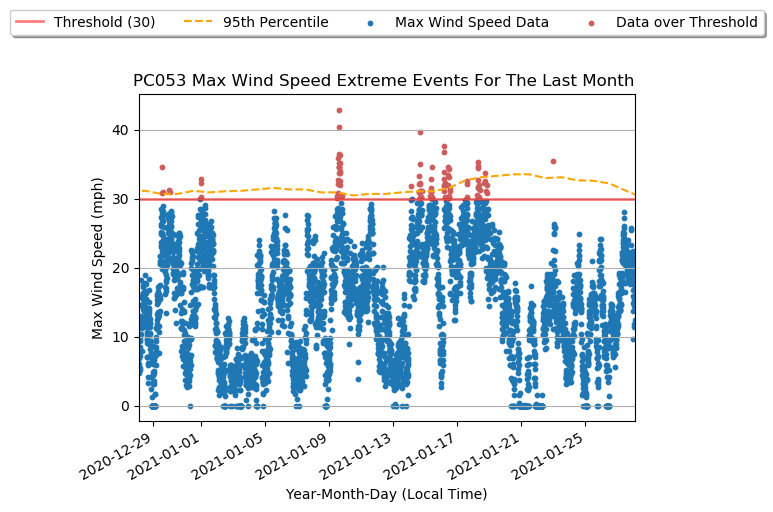 Threshold (30) 95th Percentile Max Wind Speed Data Data over Threshold
PC053 Max Wind Speed Extreme Events For The Last Month
Max Wind Speed (mph)
40
30
20
10
0
2020-12-29 2021-01-01 2021-01-05 2021-01-09 2021-01-13 2021-01-17 2021-01-21 2021-01-25
Year-Month-Day (Local Time)